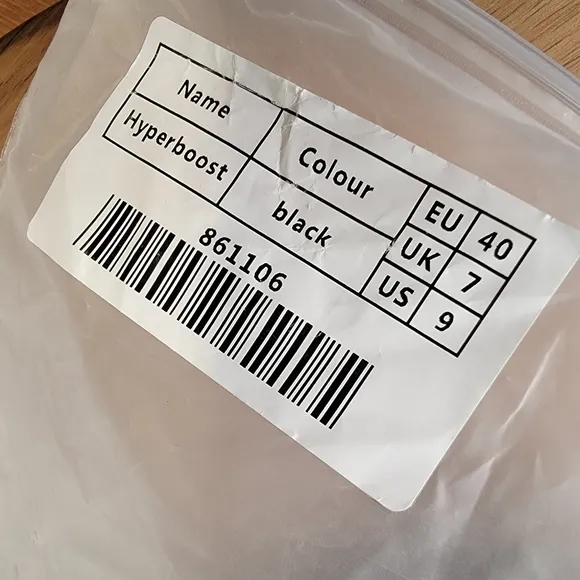 Name Colour EU 40
Hyperboost black UK 7
US 9
861106